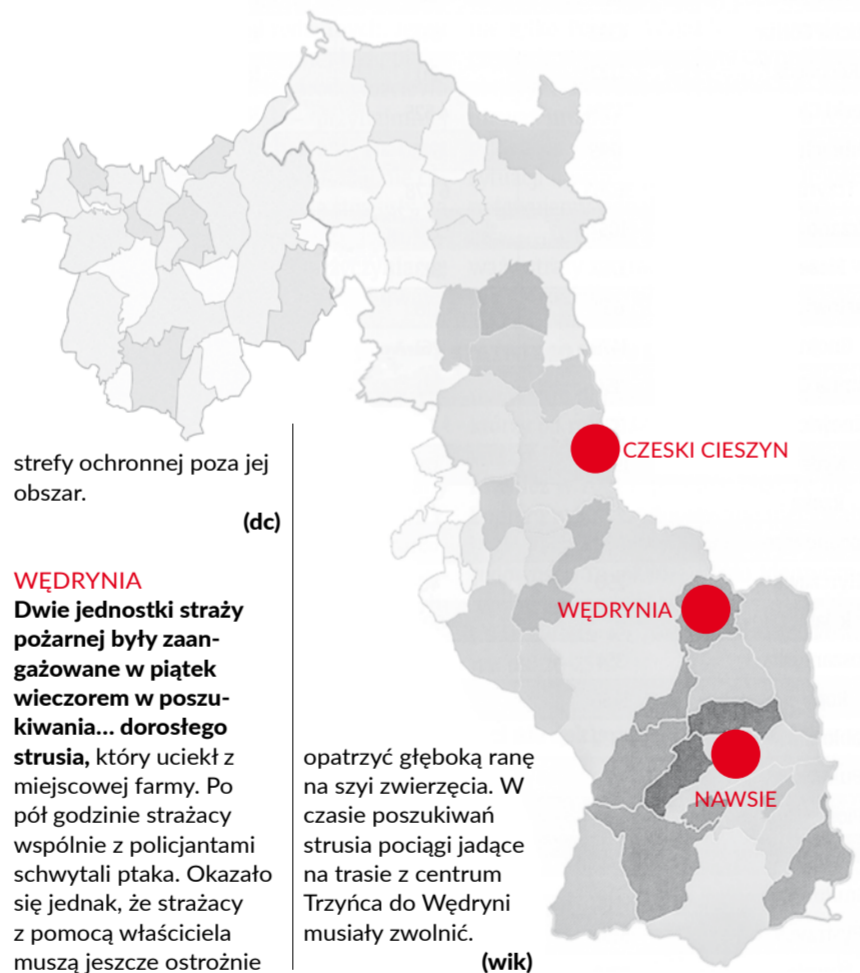 strefy ochronnej poza jej
obszar.
(dc)
WĘDRYNIA
Dwie jednostki straży
pożarnej były zaan-
gażowane w piątek
wieczorem w poszu-
kiwania... dorosłego
strusia, który uciekł z
miejscowej farmy. Po
pół godzinie strażacy
wspólnie z policjantami
schwytali ptaka. Okazało
się jednak, że strażacy
z pomocą właściciela
muszą jeszcze ostrożnie
opatrzyć głęboką ranę
na szyi zwierzęcia. W
czasie poszukiwań
strusia pociągi jadące
na trasie z centrum
Trzyńca do Wędryni
musiały zwolnić.
(wik)
CZESKI CIESZYN
WĘDRYNIA
NAWSIE